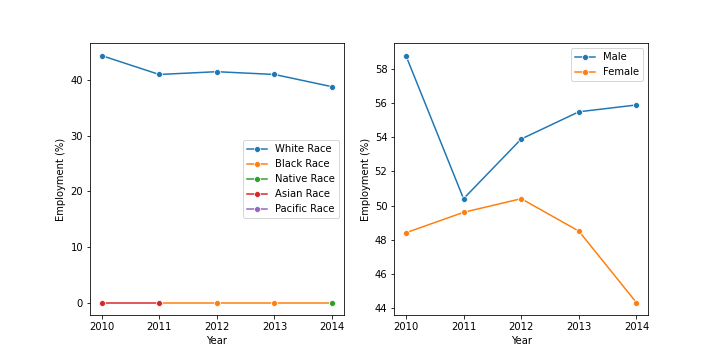 40
30
20
10
0
Employment (%)
2010 2011 2012 2013 2014
Year
White Race
Black Race
Native Race
Asian Race
Pacific Race
58
56
54
52
50
48
46
44
Employment (%)
2010 2011 2012 2013 2014
Year
Male
Female